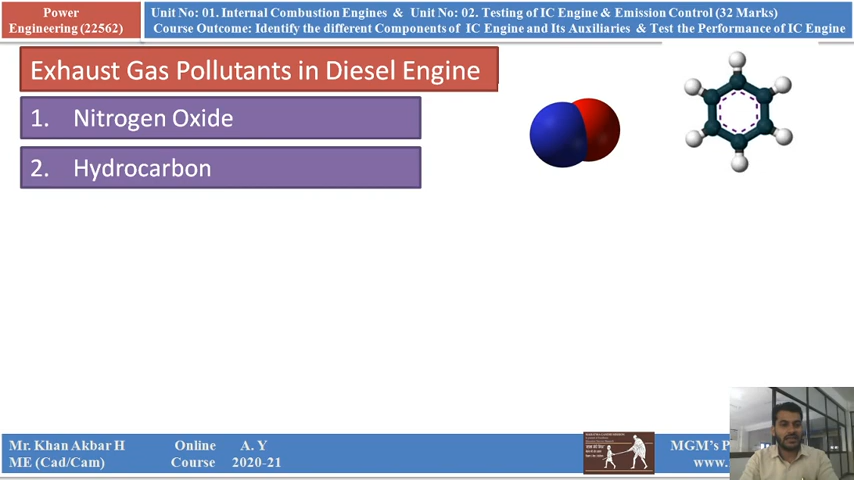 Power
Engineering (22562)
Unit No: 01. Internal Combustion Engines & Unit No: 02. Testing of IC Engine & Emission Control (32 Marks)
Course Outcome: Identify the different Components of IC Engine and Its Auxiliaries & Test the Performance of IC Engine
Exhaust Gas Pollutants in Diesel Engine
1. Nitrogen Oxide
2. Hydrocarbon
Mr. Khan Akbar H
ME (Cad/Cam)
Online
Course
A. Y
2020-21
MGM's P
www.